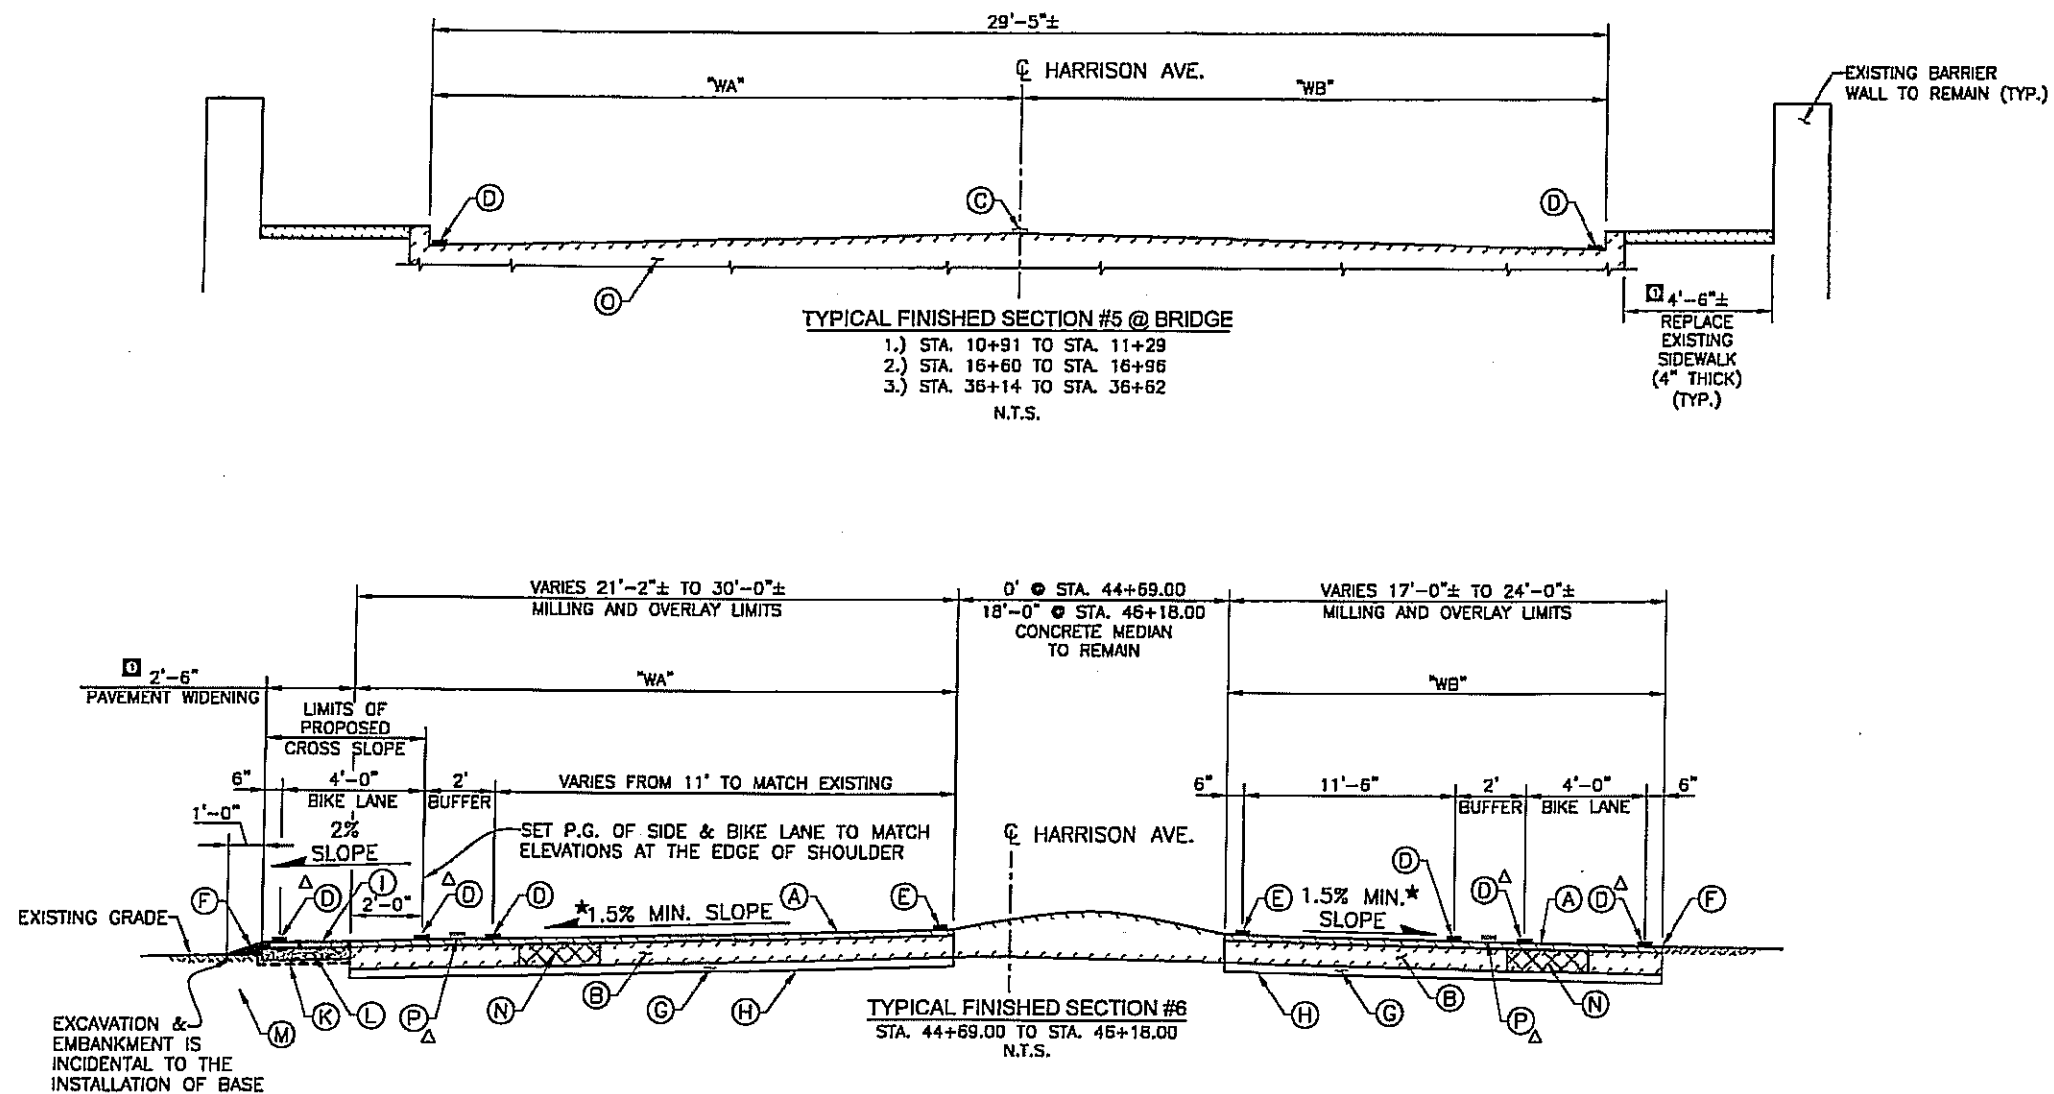 29'-5"±
℄ HARRISON AVE.
"WA"
"WB"
EXISTING BARRIER
WALL TO REMAIN (TYP.)
D
C
D
O
TYPICAL FINISHED SECTION #5 @ BRIDGE
1.) STA. 10+91 TO STA. 11+29
2.) STA. 16+60 TO STA. 16+96
3.) STA. 36+14 TO STA. 36+62
N.T.S.
1 4'-6"±
REPLACE
EXISTING
SIDEWALK
(4" THICK)
(TYP.)
VARIES 21'-2"± TO 30'-0"±
MILLING AND OVERLAY LIMITS
0' @ STA. 44+69.00
18'-0" @ STA. 46+18.00
CONCRETE MEDIAN
TO REMAIN
VARIES 17'-0"± TO 24'-0"±
MILLING AND OVERLAY LIMITS
1 2'-6"
PAVEMENT WIDENING
"WA"
"WB"
LIMITS OF
PROPOSED
CROSS SLOPE
6"
4'-0"
BIKE LANE
2'
BUFFER
VARIES FROM 11' TO MATCH EXISTING
6"
11'-6"
2'
BUFFER
4'-0"
BIKE LANE
6"
1'-0"
2%
SLOPE
SET P.G. OF SIDE & BIKE LANE TO MATCH
ELEVATIONS AT THE EDGE OF SHOULDER
℄ HARRISON AVE.
EXISTING GRADE
F
Δ D
I
2'-0"
Δ D
D
★1.5% MIN. SLOPE
A
E
E
1.5% MIN.★
SLOPE
D
D Δ
A
D Δ
F
EXCAVATION &
EMBANKMENT IS
INCIDENTAL TO THE
INSTALLATION OF BASE
M
K
L
P Δ
N
B
G
H
TYPICAL FINISHED SECTION #6
STA. 44+69.00 TO STA. 46+18.00
N.T.S.
H
G
P Δ
B
N